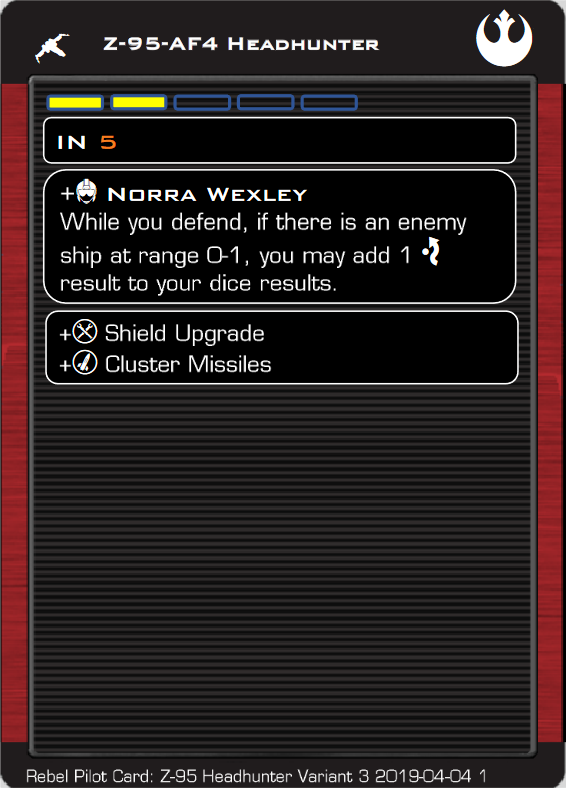 Z-95-AF4 Headhunter
IN 5
+ Norra Wexley
While you defend, if there is an enemy
ship at range 0-1, you may add 1
result to your dice results.
+ Shield Upgrade
+ Cluster Missiles
Rebel Pilot Card: Z-95 Headhunter Variant 3 2019-04-04 1